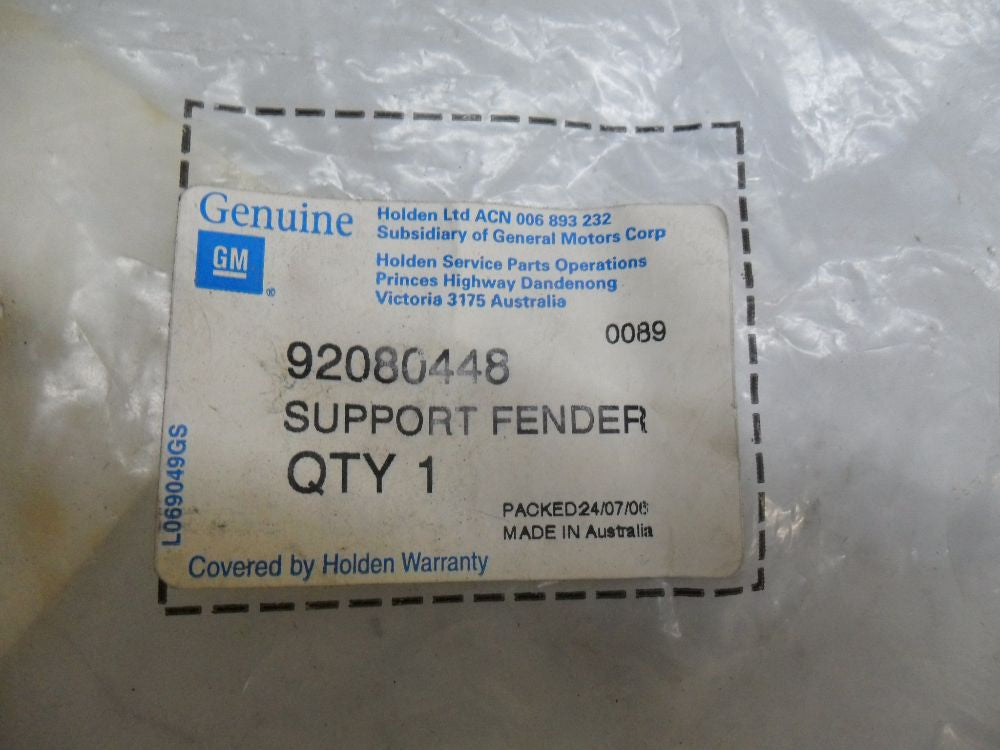 Genuine
GM
®
Holden Ltd ACN 006 893 232
Subsidiary of General Motors Corp
Holden Service Parts Operations
Princes Highway Dandenong
Victoria 3175 Australia
0089
92080448
SUPPORT FENDER
QTY 1
PACKED24/07/06
MADE IN Australia
L069049GS
Covered by Holden Warranty